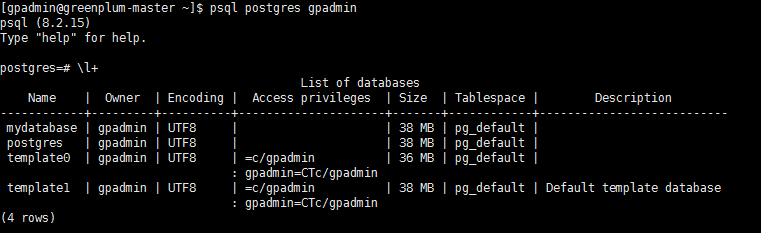 [gpadmin@greenplum-master ~]$ psql postgres gpadmin
psql (8.2.15)
Type "help" for help.
postgres=# \l+
List of databases
Name | Owner | Encoding | Access privileges | Size | Tablespace | Description
------------+---------+----------+---------------------+-------+------------+---------------------------
mydatabase | gpadmin | UTF8 | | 38 MB | pg_default |
postgres | gpadmin | UTF8 | | 38 MB | pg_default |
template0 | gpadmin | UTF8 | =c/gpadmin | 36 MB | pg_default |
: gpadmin=CTc/gpadmin
template1 | gpadmin | UTF8 | =c/gpadmin | 38 MB | pg_default | Default template database
: gpadmin=CTc/gpadmin
(4 rows)